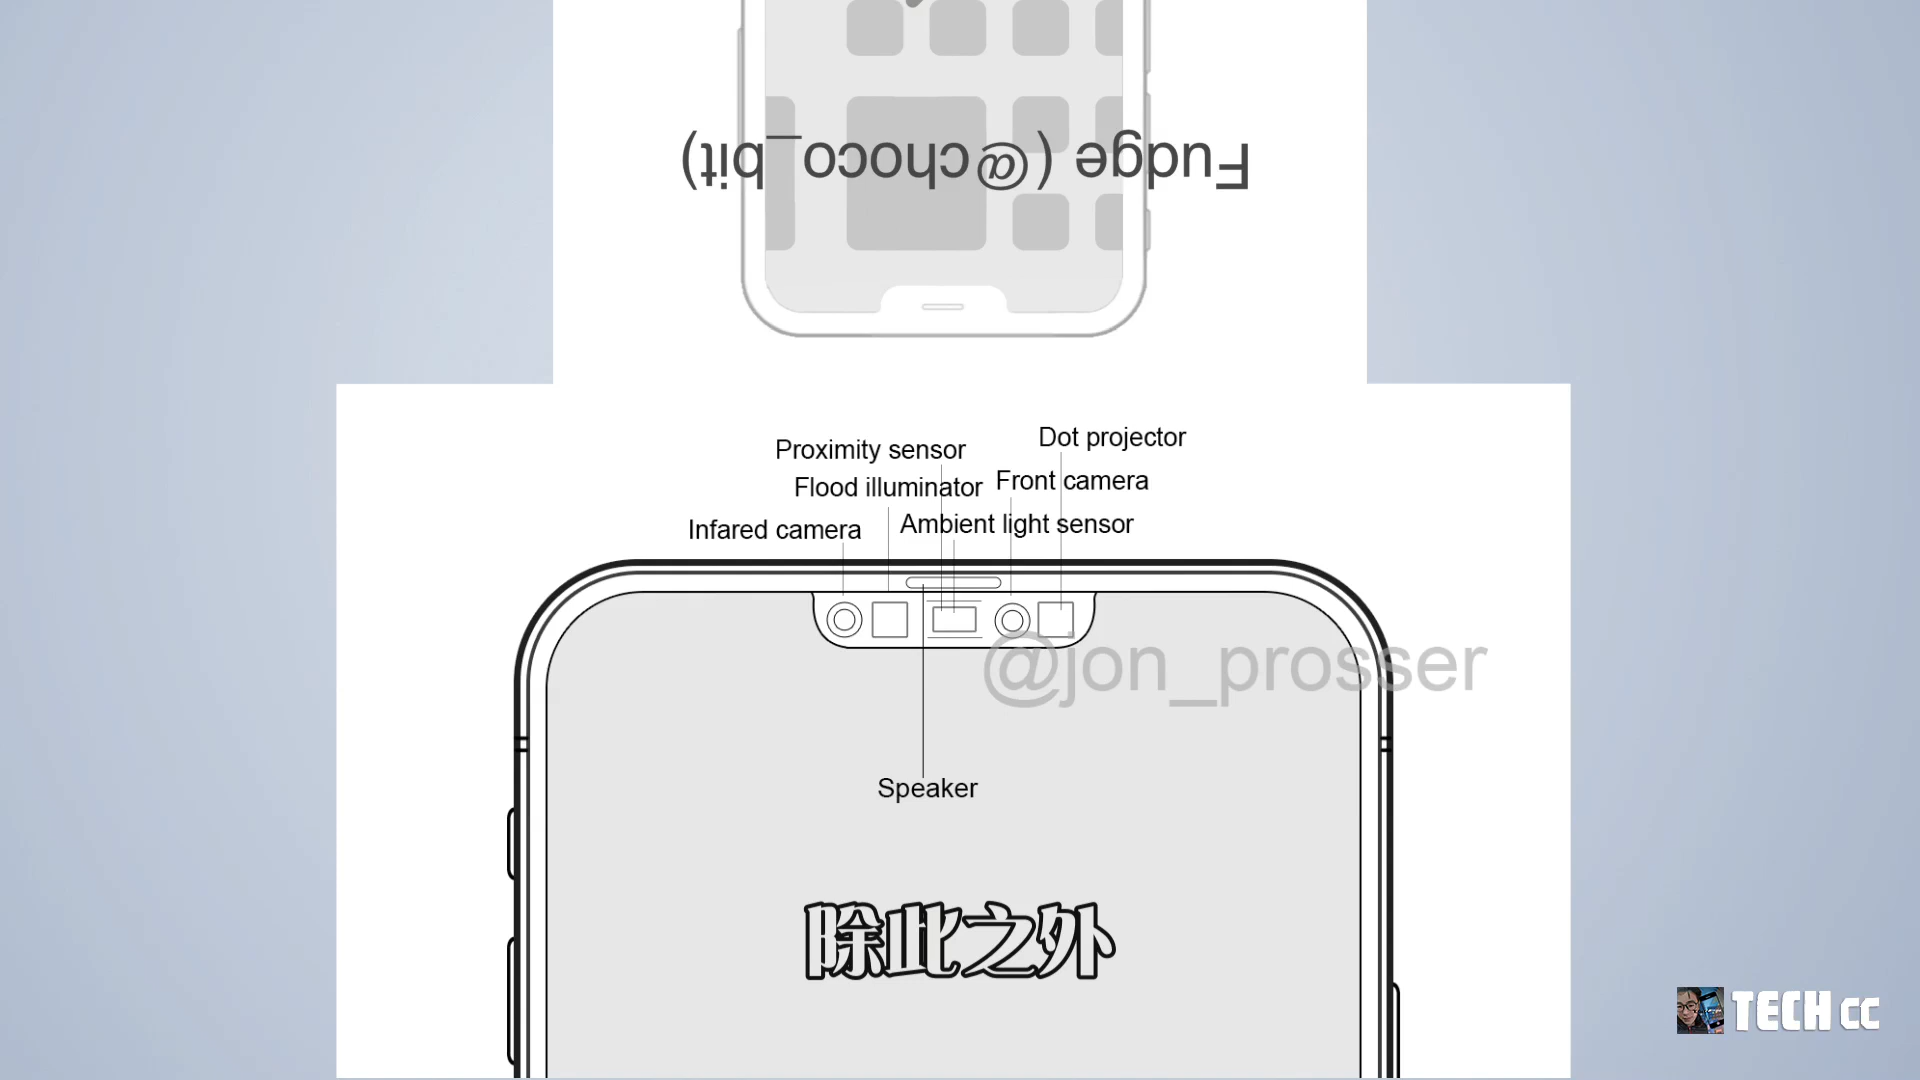 Fudge (@choco_bit)
Dot projector
Proximity sensor
Front camera
Flood illuminator
Ambient light sensor
Infared camera
@jon_prosser
Speaker
除此之外
TECH CC